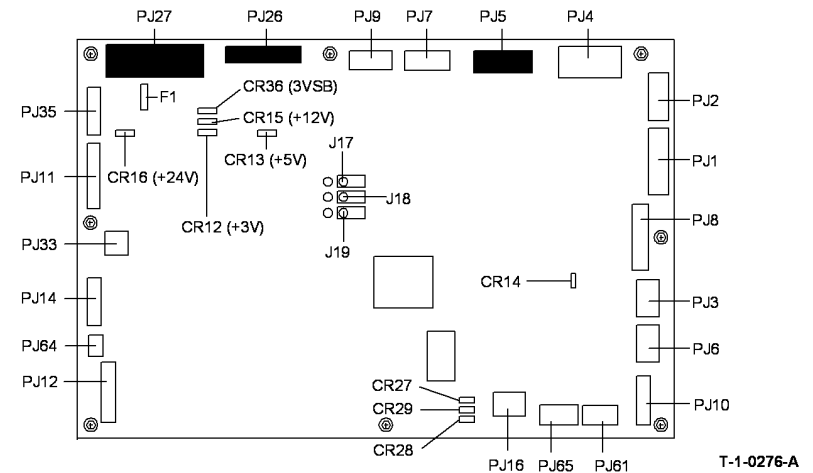 PJ27 PJ26 PJ9 PJ7 PJ5 PJ4
CR36 (3VSB)
F1
PJ35
CR15 (+12V)
PJ2
J17
CR13 (+5V)
PJ1
PJ11
CR16 (+24V)
J18
CR12 (+3V)
PJ8
PJ33
J19
CR14
PJ14
PJ3
PJ64
PJ6
PJ12
CR27
CR29
PJ10
CR28
PJ16 PJ65 PJ61
T-1-0276-A